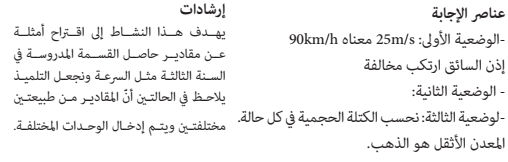 عناصر الإجابة
-الوضعية الأولى: 25m/s معناه 90km/h
إذن السائق ارتكب مخالفة
- الوضعية الثانية:
-لوضعية الثالثة: نحسب الكتلة الحجمية في كل حالة.
المعدن الأثقل هو الذهب.
إرشادات
يهدف هذا النشاط إلى اقتراح أمثلة
عن مقادير حاصل القسمة المدروسة في
السنة الثالثة مثل السرعة ونجعل التلميذ
يلاحظ في الحالتين أنّ المقادير من طبيعتين
مختلفتين ويتم إدخال الوحدات المختلفة.